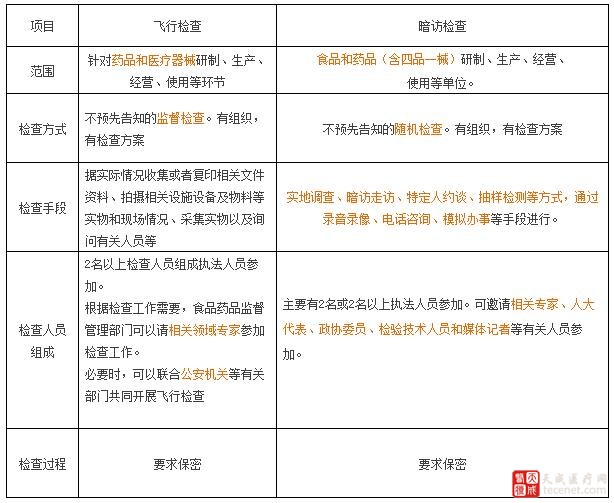 项目
飞行检查
暗访检查
范围
针对药品和医疗器械研制、生产、
经营、使用等环节
食品和药品（含四品一械）研制、生产、经营、
使用等单位。
检查方式
不预先告知的监督检查。有组织，
有检查方案
不预先告知的随机检查。有组织，有检查方案
检查手段
据实际情况收集或者复印相关文件
资料、拍摄相关设施设备及物料等
实物和现场情况、采集实物以及询
问有关人员等
实地调查、暗访走访、特定人约谈、抽样检测等方式，通过
录音录像、电话咨询、模拟办事等手段进行。
检查人员
组成
2名以上检查人员组成执法人员参
加。
根据检查工作需要，食品药品监督
管理部门可以请相关领域专家参加
检查工作。
必要时，可以联合公安机关等有关
部门共同开展飞行检查
主要有2名或2名以上执法人员参加。可邀请相关专家、人大
代表、政协委员、检验技术人员和媒体记者等有关人员参
加。
检查过程
要求保密
要求保密
天成医疗网
tecenet.com